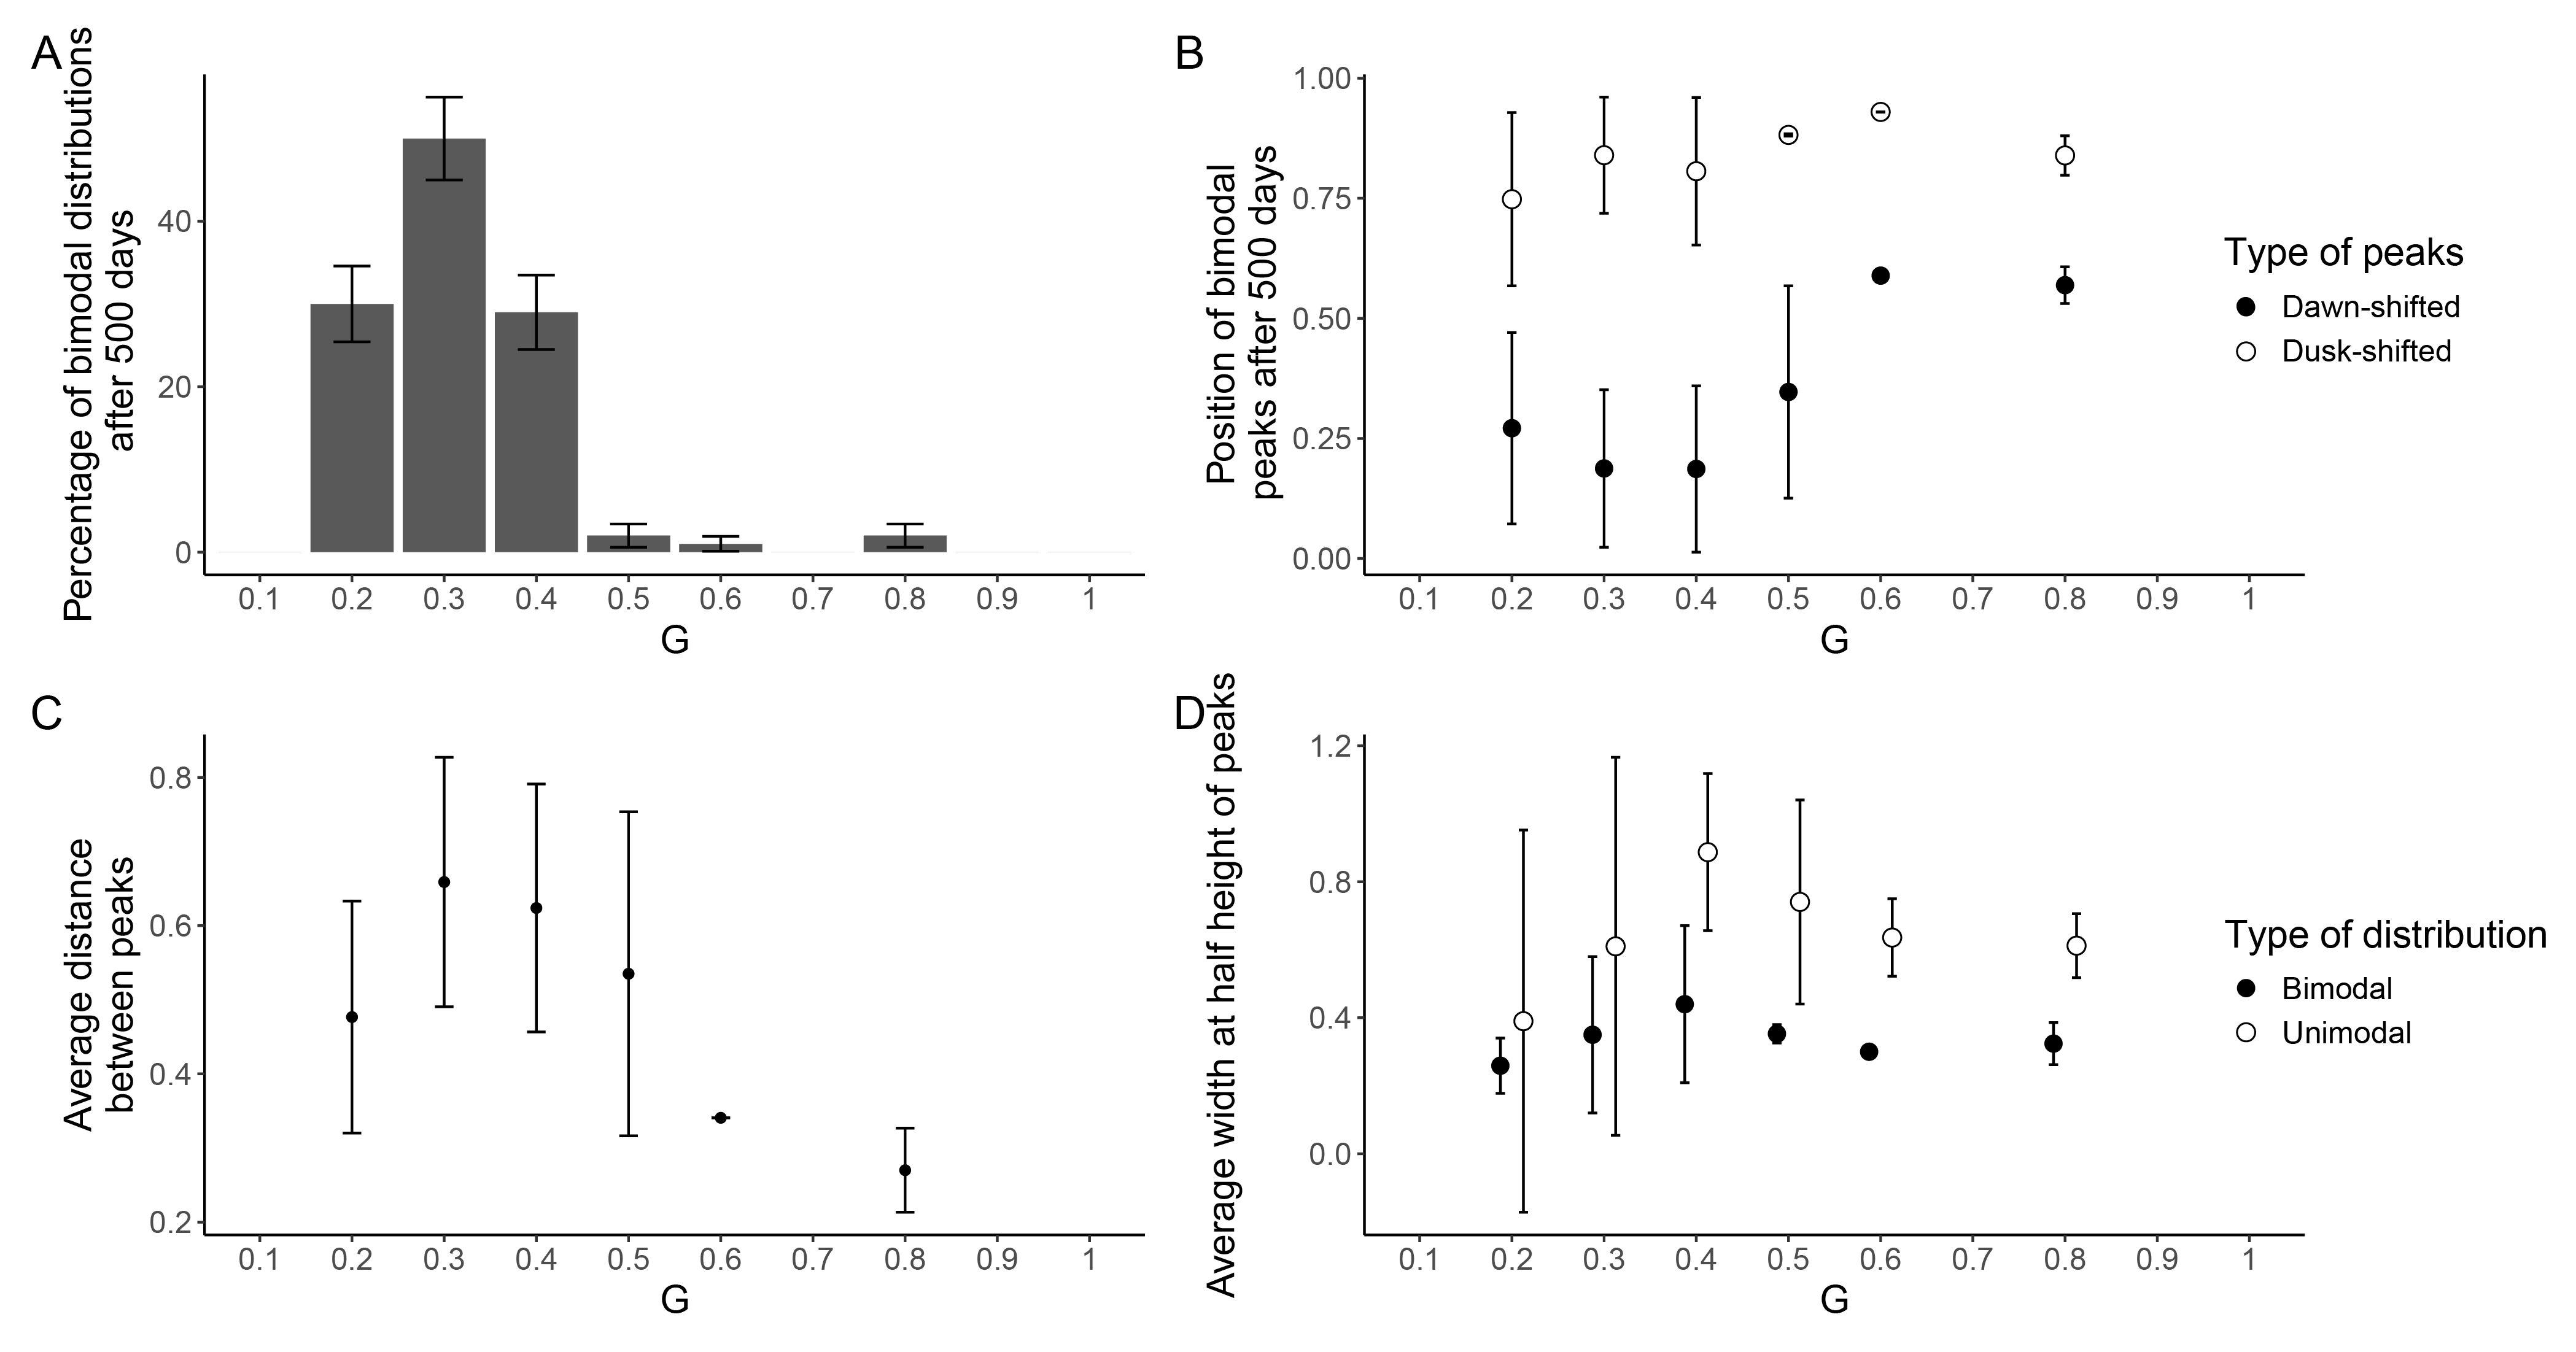 A
Percentage of bimodal distributions
after 500 days
40
20
0
0.1 0.2 0.3 0.4 0.5 0.6 0.7 0.8 0.9 1
G
B
Position of bimodal
peaks after 500 days
1.00
0.75
0.50
0.25
0.00
0.1 0.2 0.3 0.4 0.5 0.6 0.7 0.8 0.9 1
G
Type of peaks
Dawn-shifted
Dusk-shifted
C
Average distance
between peaks
0.8
0.6
0.4
0.2
0.1 0.2 0.3 0.4 0.5 0.6 0.7 0.8 0.9 1
G
D
Average width at half height of peaks
1.2
0.8
0.4
0.0
0.1 0.2 0.3 0.4 0.5 0.6 0.7 0.8 0.9 1
G
Type of distribution
Bimodal
Unimodal